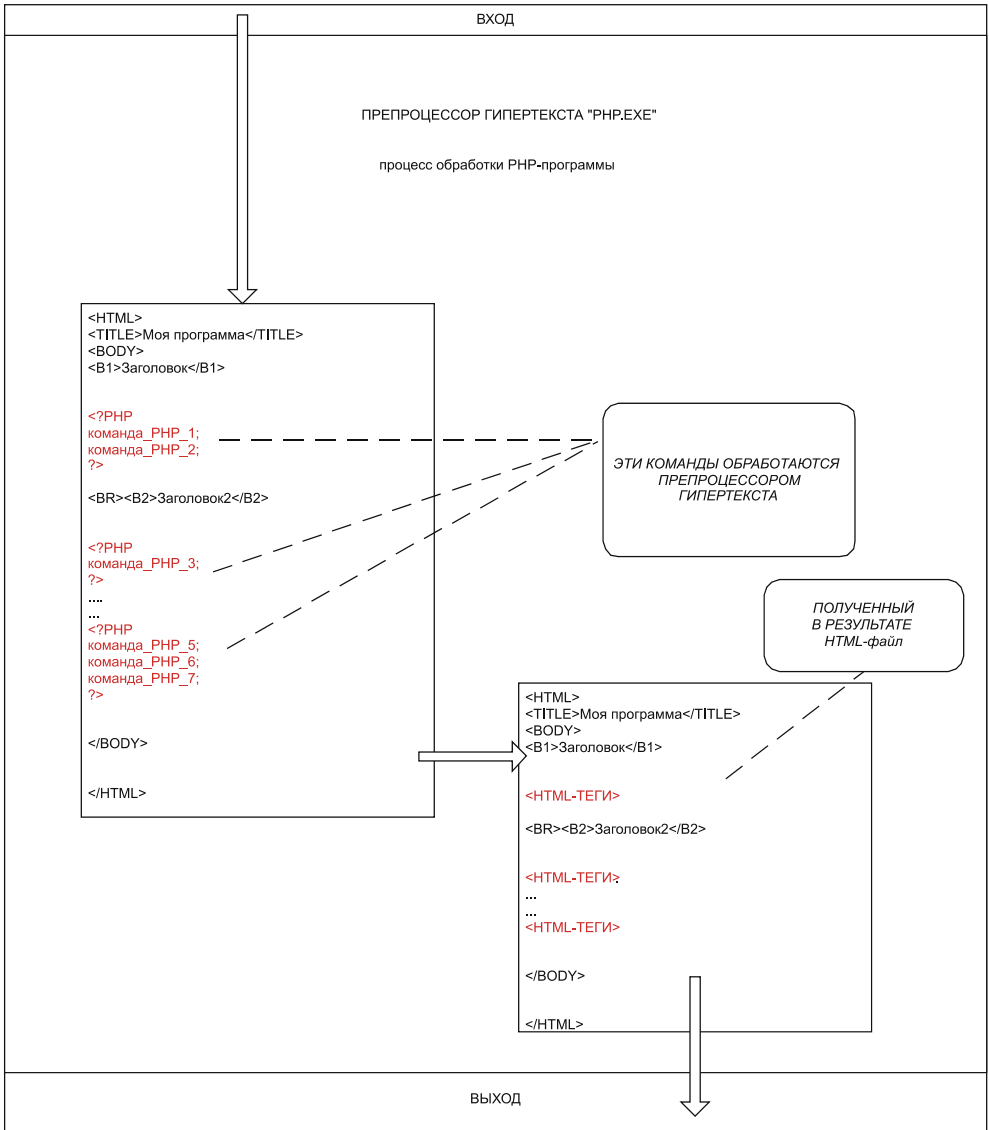 ВХОД
ПРЕПРОЦЕССОР ГИПЕРТЕКСТА "PHP.EXE"
процесс обработки PHP-программы
<HTML>
<TITLE>Моя программа</TITLE>
<BODY>
<B1>Заголовок</B1>
<?PHP
команда_PHP_1;
команда_PHP_2;
?>
<BR><B2>Заголовок2</B2>
<?PHP
команда_PHP_3;
?>
....
...
<?PHP
команда_PHP_5;
команда_PHP_6;
команда_PHP_7;
?>
</BODY>
</HTML>
ЭТИ КОМАНДЫ ОБРАБОТАЮТСЯ
ПРЕПРОЦЕССОРОМ
ГИПЕРТЕКСТА
ПОЛУЧЕННЫЙ
В РЕЗУЛЬТАТЕ
HTML-файл
<HTML>
<TITLE>Моя программа</TITLE>
<BODY>
<B1>Заголовок</B1>
<HTML-ТЕГИ>
<BR><B2>Заголовок2</B2>
<HTML-ТЕГИ>.
...
...
<HTML-ТЕГИ>
</BODY>
</HTML>
ВЫХОД